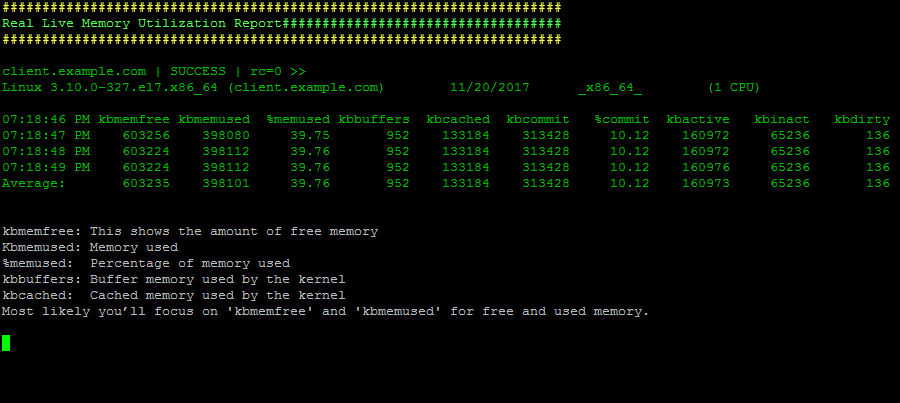 ######################################################################
Real Live Memory Utilization Report###################################
######################################################################
client.example.com | SUCCESS | rc=0 >>
Linux 3.10.0-327.el7.x86_64 (client.example.com) 11/20/2017 _x86_64_ (1 CPU)
07:18:46 PM kbmemfree kbmemused %memused kbbuffers kbcached kbcommit %commit kbactive kbinact kbdirty
07:18:47 PM 603256 398080 39.75 952 133184 313428 10.12 160972 65236 136
07:18:48 PM 603224 398112 39.76 952 133184 313428 10.12 160972 65236 136
07:18:49 PM 603224 398112 39.76 952 133184 313428 10.12 160976 65236 136
Average: 603235 398101 39.76 952 133184 313428 10.12 160973 65236 136
kbmemfree: This shows the amount of free memory
Kbmemused: Memory used
%memused: Percentage of memory used
kbbuffers: Buffer memory used by the kernel
kbcached: Cached memory used by the kernel
Most likely you’ll focus on 'kbmemfree' and 'kbmemused' for free and used memory.